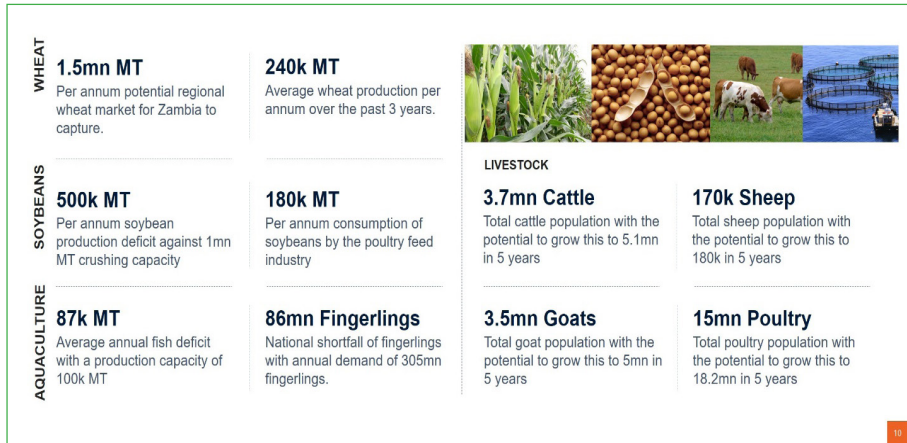 WHEAT
1.5mn MT
Per annum potential regional
wheat market for Zambia to
capture.
240k MT
Average wheat production per
annum over the past 3 years.
SOYBEANS
500k MT
Per annum soybean
production deficit against 1mn
MT crushing capacity
180k MT
Per annum consumption of
soybeans by the poultry feed
industry
AQUACULTURE
87k MT
Average annual fish deficit
with a production capacity of
100k MT
86mn Fingerlings
National shortfall of fingerlings
with annual demand of 305mn
fingerlings.
LIVESTOCK
3.7mn Cattle
Total cattle population with the
potential to grow this to 5.1mn
in 5 years
170k Sheep
Total sheep population with
the potential to grow this to
180k in 5 years
3.5mn Goats
Total goat population with the
potential to grow this to 5mn in
5 years
15mn Poultry
Total poultry population with
the potential to grow this to
18.2mn in 5 years
10